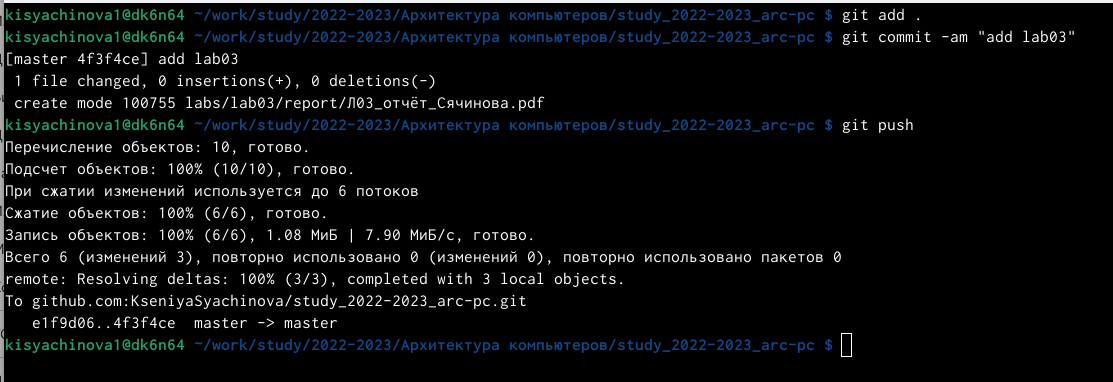 kisyachinova1@dk6n64 ~/work/study/2022-2023/Архитектура компьютеров/study_2022-2023_arc-pc $ git add .
kisyachinova1@dk6n64 ~/work/study/2022-2023/Архитектура компьютеров/study_2022-2023_arc-pc $ git commit -am "add lab03"
[master 4f3f4ce] add lab03
 1 file changed, 0 insertions(+), 0 deletions(-)
 create mode 100755 labs/lab03/report/Л03_отчёт_Сячинова.pdf
kisyachinova1@dk6n64 ~/work/study/2022-2023/Архитектура компьютеров/study_2022-2023_arc-pc $ git push
Перечисление объектов: 10, готово.
Подсчет объектов: 100% (10/10), готово.
При сжатии изменений используется до 6 потоков
Сжатие объектов: 100% (6/6), готово.
Запись объектов: 100% (6/6), 1.08 МиБ | 7.90 МиБ/с, готово.
Всего 6 (изменений 3), повторно использовано 0 (изменений 0), повторно использовано пакетов 0
remote: Resolving deltas: 100% (3/3), completed with 3 local objects.
To github.com:KseniyaSyachinova/study_2022-2023_arc-pc.git
   e1f9d06..4f3f4ce  master -> master
kisyachinova1@dk6n64 ~/work/study/2022-2023/Архитектура компьютеров/study_2022-2023_arc-pc $